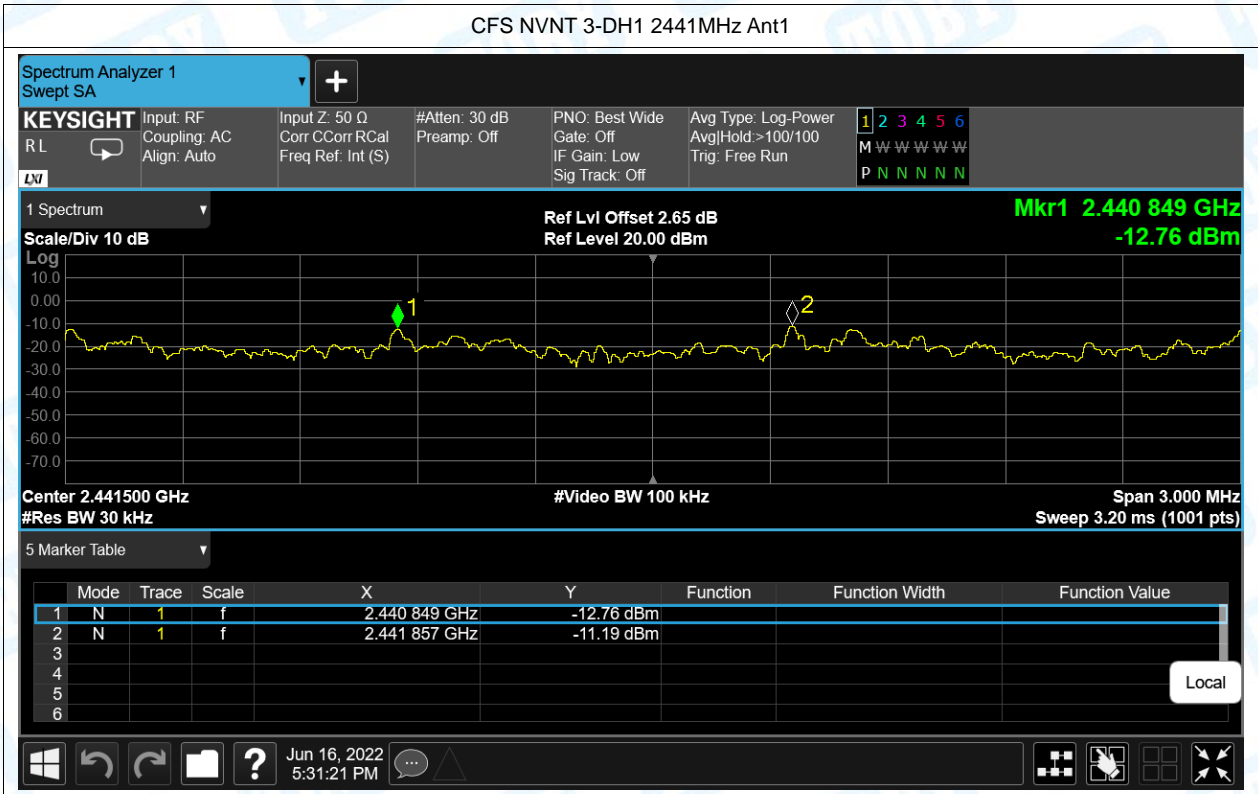 CFS NVNT 3-DH1 2441MHz Ant1
Spectrum Analyzer 1
Swept SA
+
KEYSIGHT
RL
LXI
Input: RF
Coupling: AC
Align: Auto
Input Z: 50 Ω
Corr CCorr RCal
Freq Ref: Int (S)
#Atten: 30 dB
Preamp: Off
PNO: Best Wide
Gate: Off
IF Gain: Low
Sig Track: Off
Avg Type: Log-Power
Avg|Hold:>100/100
Trig: Free Run
1 2 3 4 5 6
M W W W W W
P N N N N N
1 Spectrum
Scale/Div 10 dB
Ref Lvl Offset 2.65 dB
Ref Level 20.00 dBm
Mkr1 2.440 849 GHz
-12.76 dBm
Log
10.0
0.00
-10.0
-20.0
-30.0
-40.0
-50.0
-60.0
-70.0
1
2
Center 2.441500 GHz
#Video BW 100 kHz
Span 3.000 MHz
#Res BW 30 kHz
Sweep 3.20 ms (1001 pts)
5 Marker Table
Mode Trace Scale X Y Function Function Width Function Value
1 N 1 f 2.440 849 GHz -12.76 dBm
2 N 1 f 2.441 857 GHz -11.19 dBm
3
4
5
6
Local
?
Jun 16, 2022
5:31:21 PM